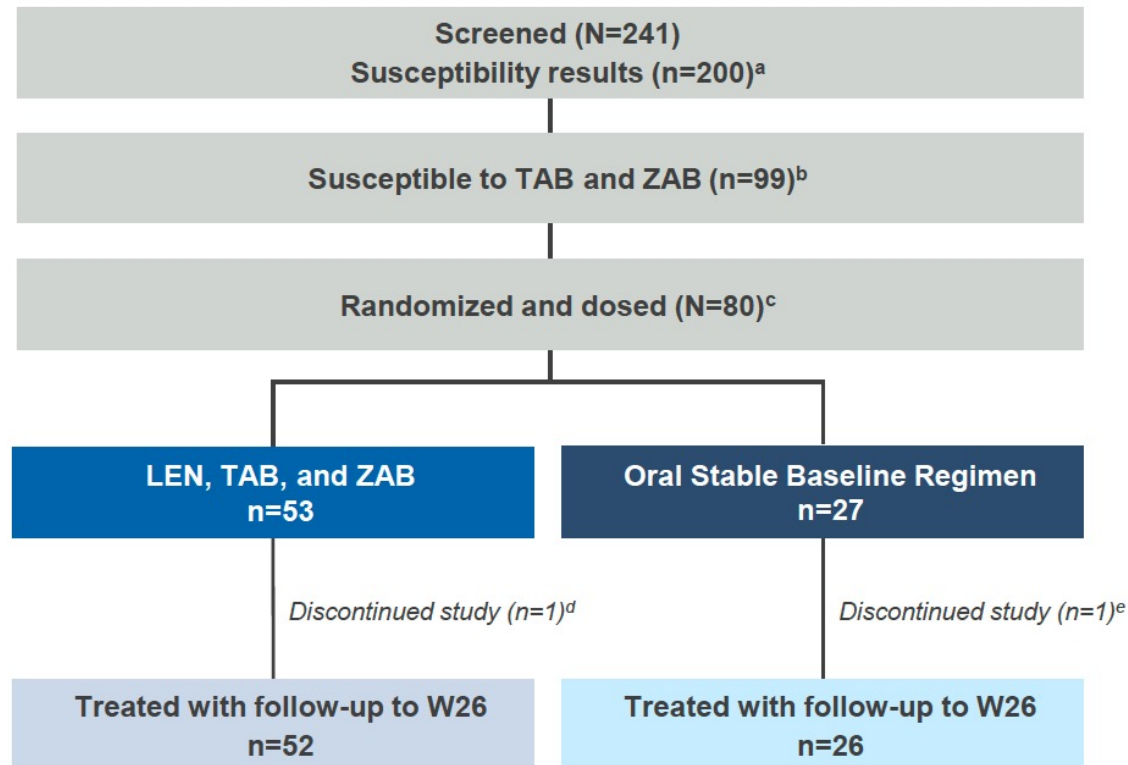 Screened (N=241)
Susceptibility results (n=200)a
Susceptible to TAB and ZAB (n=99)b
Randomized and dosed (N=80)c
LEN, TAB, and ZAB
n=53
Oral Stable Baseline Regimen
n=27
Discontinued study (n=1)d
Discontinued study (n=1)e
Treated with follow-up to W26
n=52
Treated with follow-up to W26
n=26